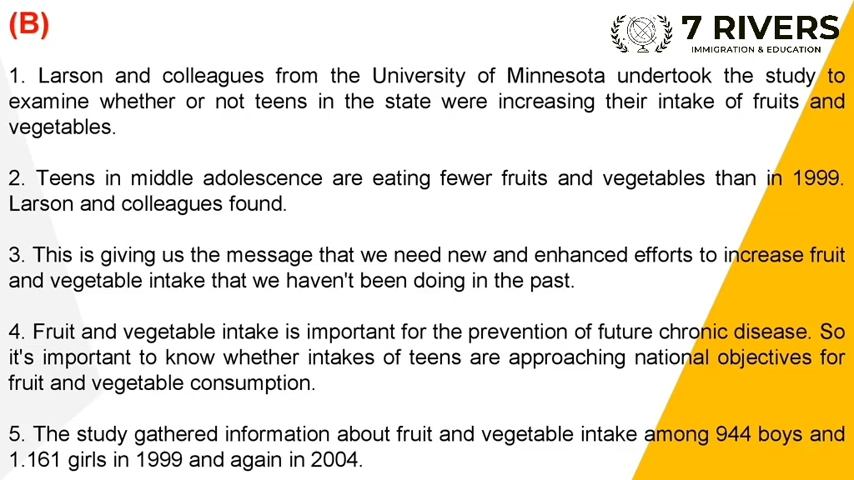 (B)
7 RIVERS
IMMIGRATION & EDUCATION
1. Larson and colleagues from the University of Minnesota undertook the study to
examine whether or not teens in the state were increasing their intake of fruits and
vegetables.
2. Teens in middle adolescence are eating fewer fruits and vegetables than in 1999.
Larson and colleagues found.
3. This is giving us the message that we need new and enhanced efforts to increase fruit
and vegetable intake that we haven't been doing in the past.
4. Fruit and vegetable intake is important for the prevention of future chronic disease. So
it's important to know whether intakes of teens are approaching national objectives for
fruit and vegetable consumption.
5. The study gathered information about fruit and vegetable intake among 944 boys and
1.161 girls in 1999 and again in 2004.